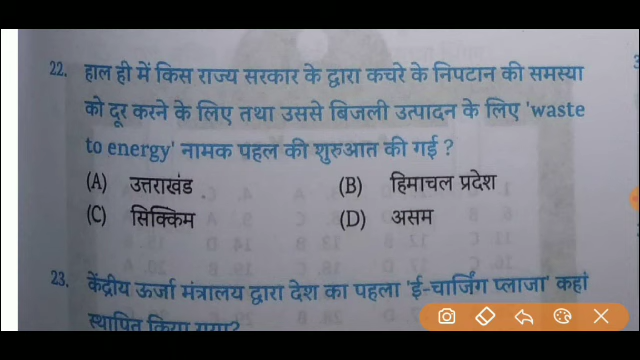 22. हाल ही में किस राज्य सरकार के द्वारा कचरे के निपटान की समस्या
को दूर करने के लिए तथा उससे बिजली उत्पादन के लिए 'waste
to energy' नामक पहल की शुरुआत की गई ?
(A) उत्तराखंड (B) हिमाचल प्रदेश
(C) सिक्किम (D) असम
23. केंद्रीय ऊर्जा मंत्रालय द्वारा देश का पहला 'ई-चार्जिंग प्लाजा' कहां
स्थापित किया गया?